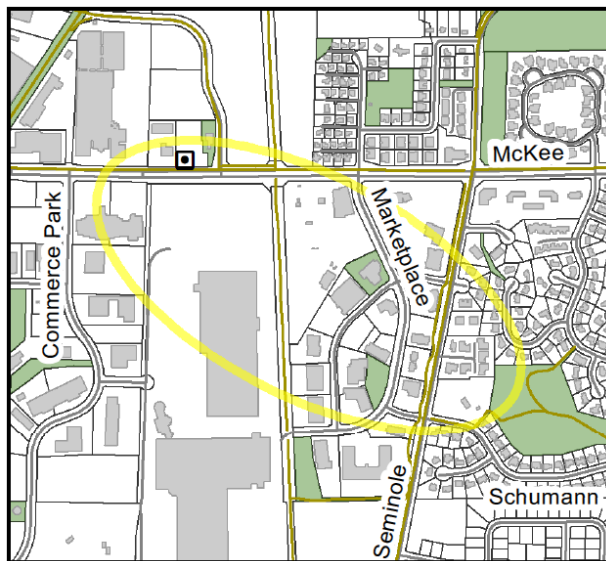 McKee
Marketplace
Commerce Park
Seminole
Schumann